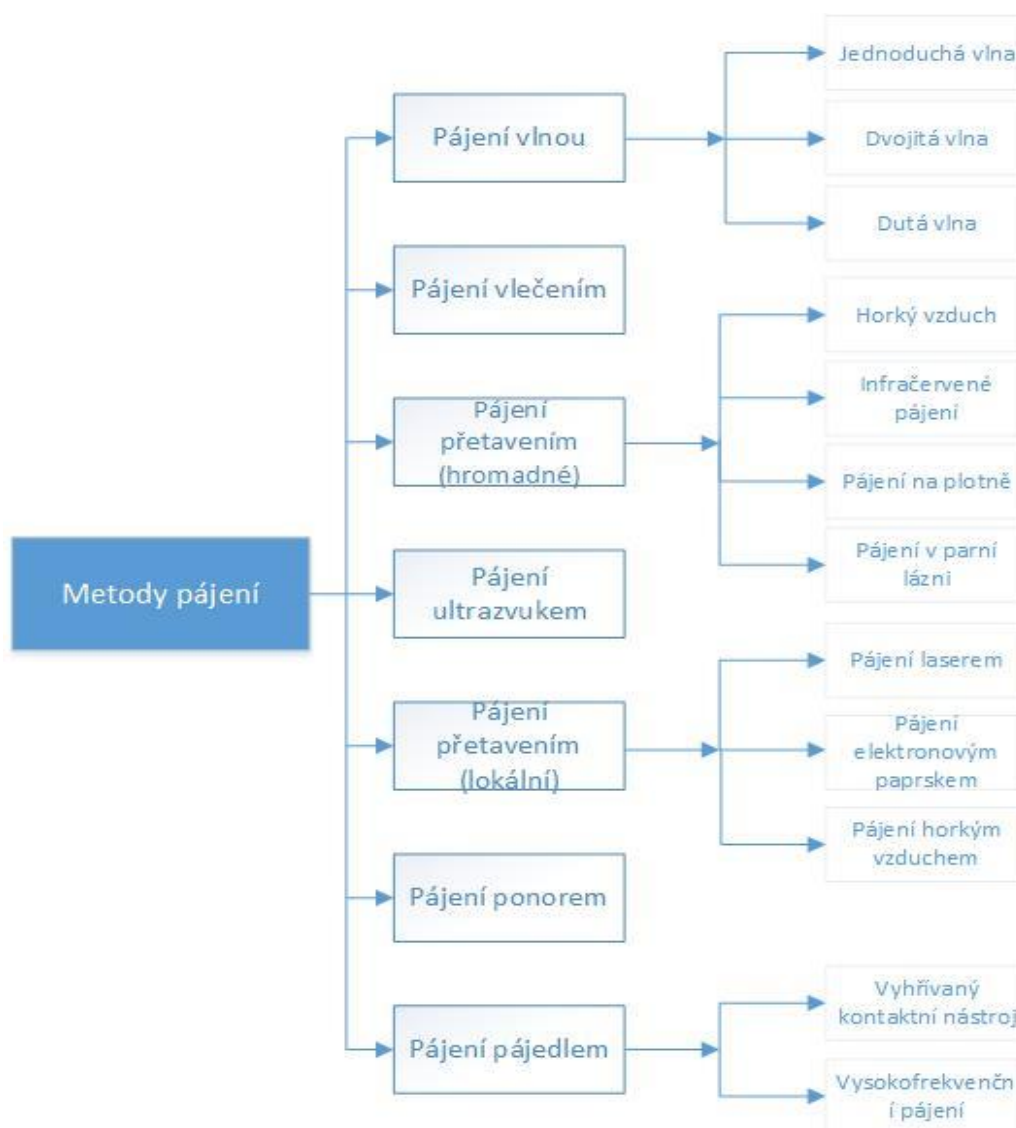 Metody pájení
Pájení vlnou
Jednoduchá vlna
Dvojitá vlna
Dutá vlna
Pájení vlečením
Pájení
přetavením
(hromadné)
Horký vzduch
Infračervené
pájení
Pájení na plotně
Pájení v parní
lázni
Pájení
ultrazvukem
Pájení
přetavením
(lokální)
Pájení laserem
Pájení
elektronovým
paprskem
Pájení horkým
vzduchem
Pájení ponorem
Pájení pájedlem
Vyhřívaný
kontaktní nástroj
Vysokofrekvenčn
í pájení